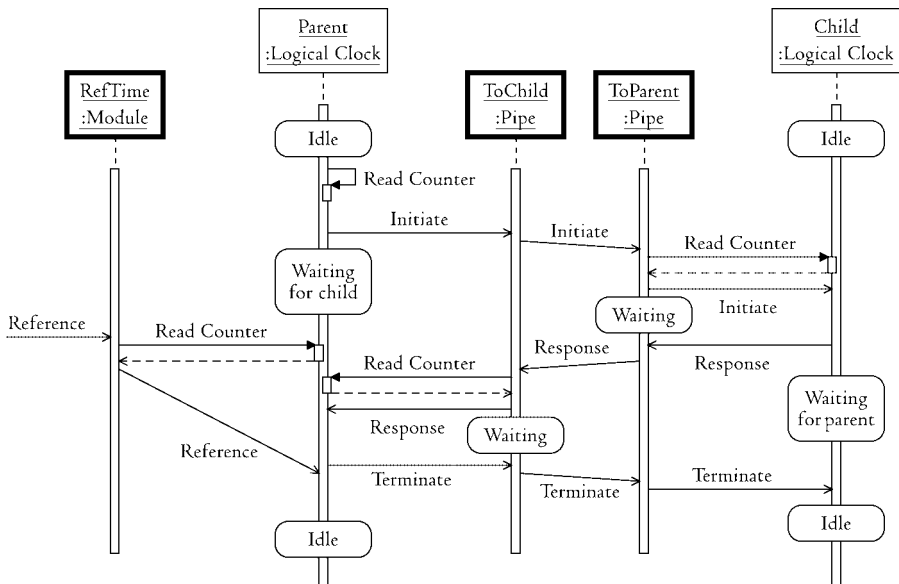 Parent
:Logical Clock
Child
:Logical Clock
RefTime
:Module
ToChild
:Pipe
ToParent
:Pipe
Idle
Idle
Read Counter
Initiate
Initiate
Read Counter
Waiting
for child
Initiate
Waiting
Reference
Read Counter
Response
Response
Read Counter
Waiting
for parent
Response
Waiting
Reference
Terminate
Terminate
Terminate
Idle
Idle